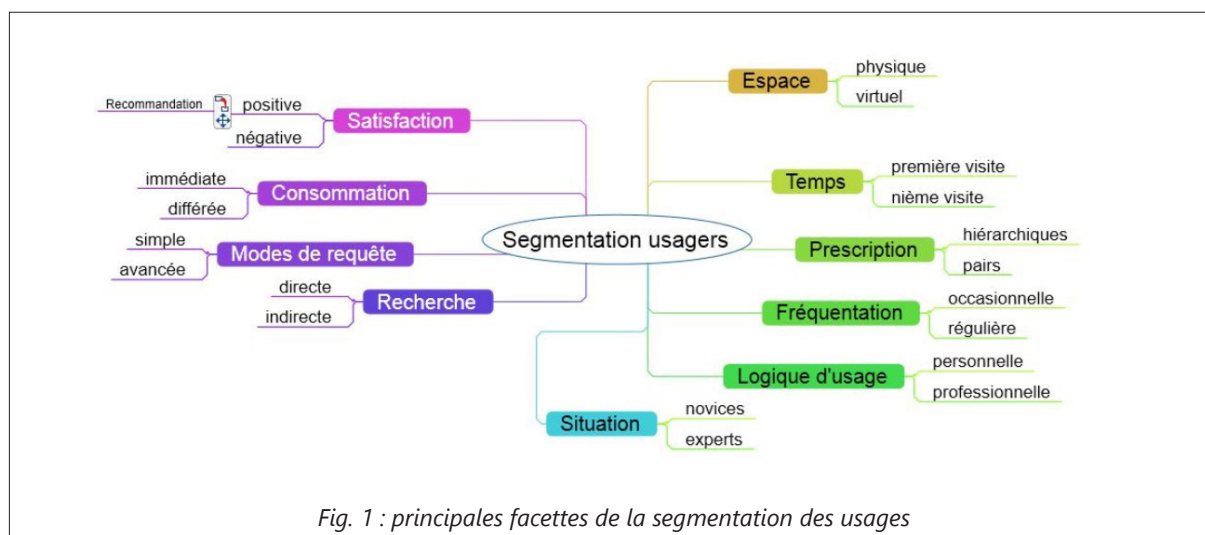 Segmentation usagers
Espace
physique
virtuel
Temps
première visite
nième visite
Prescription
hiérarchiques
pairs
Fréquentation
occasionnelle
régulière
Logique d'usage
personnelle
professionnelle
Situation
novices
experts
Recherche
directe
indirecte
Modes de requête
simple
avancée
Consommation
immédiate
différée
Satisfaction
positive
Recommandation
négative
Fig. 1 : principales facettes de la segmentation des usages